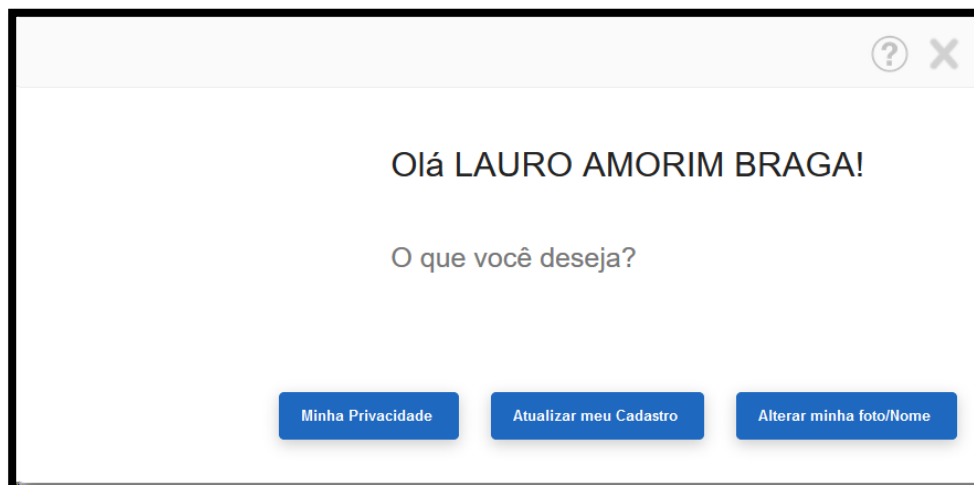 ?
Olá LAURO AMORIM BRAGA!
O que você deseja?
Minha Privacidade
Atualizar meu Cadastro
Alterar minha foto/Nome